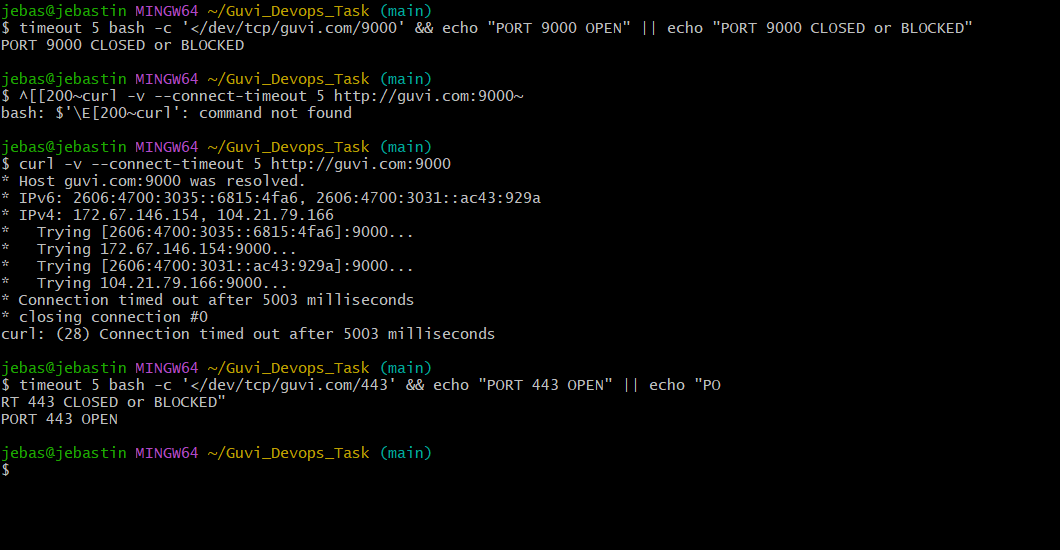 jebas@jebastin MINGW64 ~/Guvi_Devops_Task (main)
$ timeout 5 bash -c '</dev/tcp/guvi.com/9000' && echo "PORT 9000 OPEN" || echo "PORT 9000 CLOSED or BLOCKED"
PORT 9000 CLOSED or BLOCKED
jebas@jebastin MINGW64 ~/Guvi_Devops_Task (main)
$ ^[[200~curl -v --connect-timeout 5 http://guvi.com:9000~
bash: $'\E[200~curl': command not found
jebas@jebastin MINGW64 ~/Guvi_Devops_Task (main)
$ curl -v --connect-timeout 5 http://guvi.com:9000
* Host guvi.com:9000 was resolved.
* IPv6: 2606:4700:3035::6815:4fa6, 2606:4700:3031::ac43:929a
* IPv4: 172.67.146.154, 104.21.79.166
*   Trying [2606:4700:3035::6815:4fa6]:9000...
*   Trying 172.67.146.154:9000...
*   Trying [2606:4700:3031::ac43:929a]:9000...
*   Trying 104.21.79.166:9000...
* Connection timed out after 5003 milliseconds
* closing connection #0
curl: (28) Connection timed out after 5003 milliseconds
jebas@jebastin MINGW64 ~/Guvi_Devops_Task (main)
$ timeout 5 bash -c '</dev/tcp/guvi.com/443' && echo "PORT 443 OPEN" || echo "PO
RT 443 CLOSED or BLOCKED"
PORT 443 OPEN
jebas@jebastin MINGW64 ~/Guvi_Devops_Task (main)
$